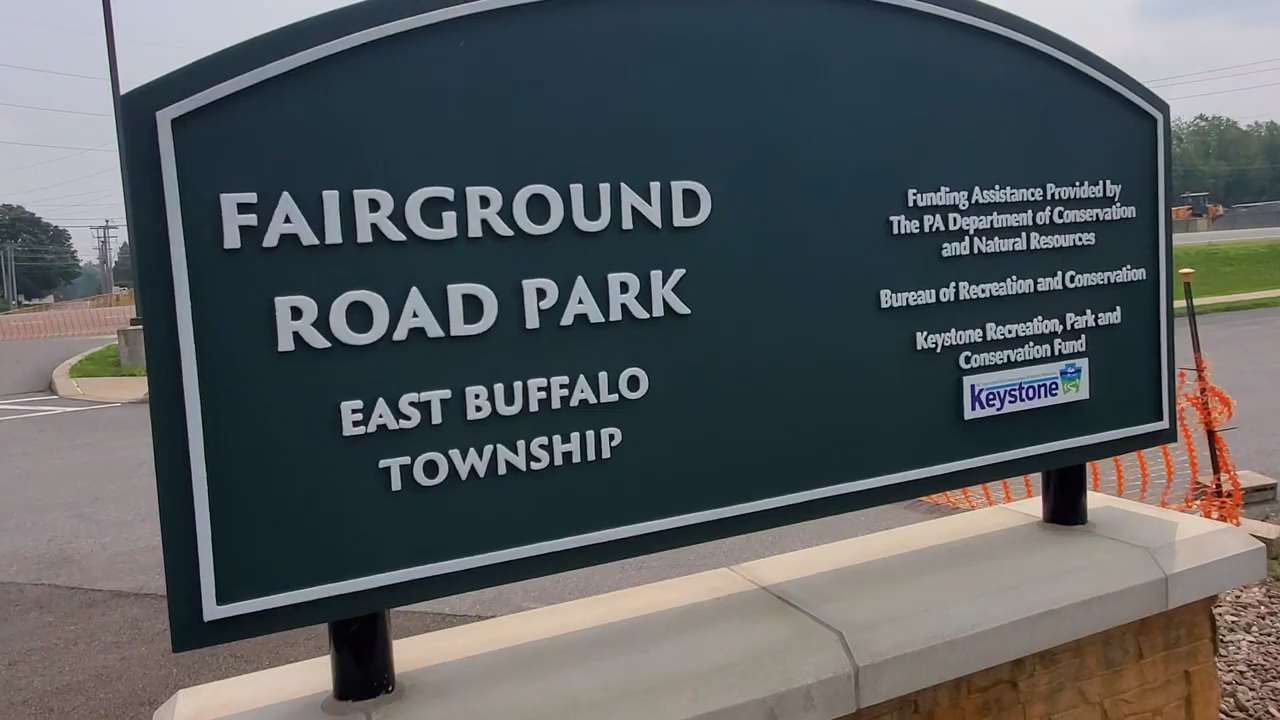 FAIRGROUND
ROAD PARK
EAST BUFFALO
TOWNSHIP
Funding Assistance Provided by
The PA Department of Conservation
and Natural Resources
Bureau of Recreation and Conservation
Keystone Recreation, Park and
Conservation Fund
keystone